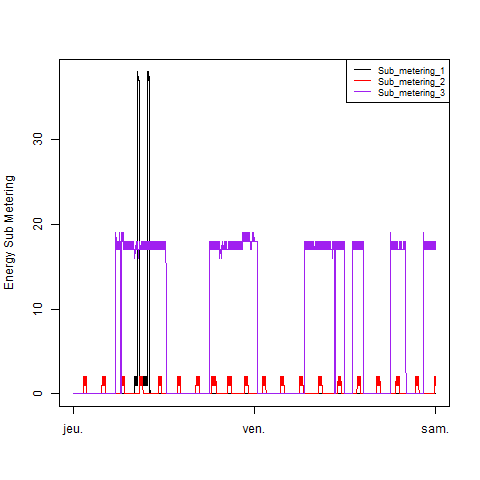 Sub_metering_1
Sub_metering_2
Sub_metering_3
Energy Sub Metering
30
20
10
0
jeu. ven. sam.